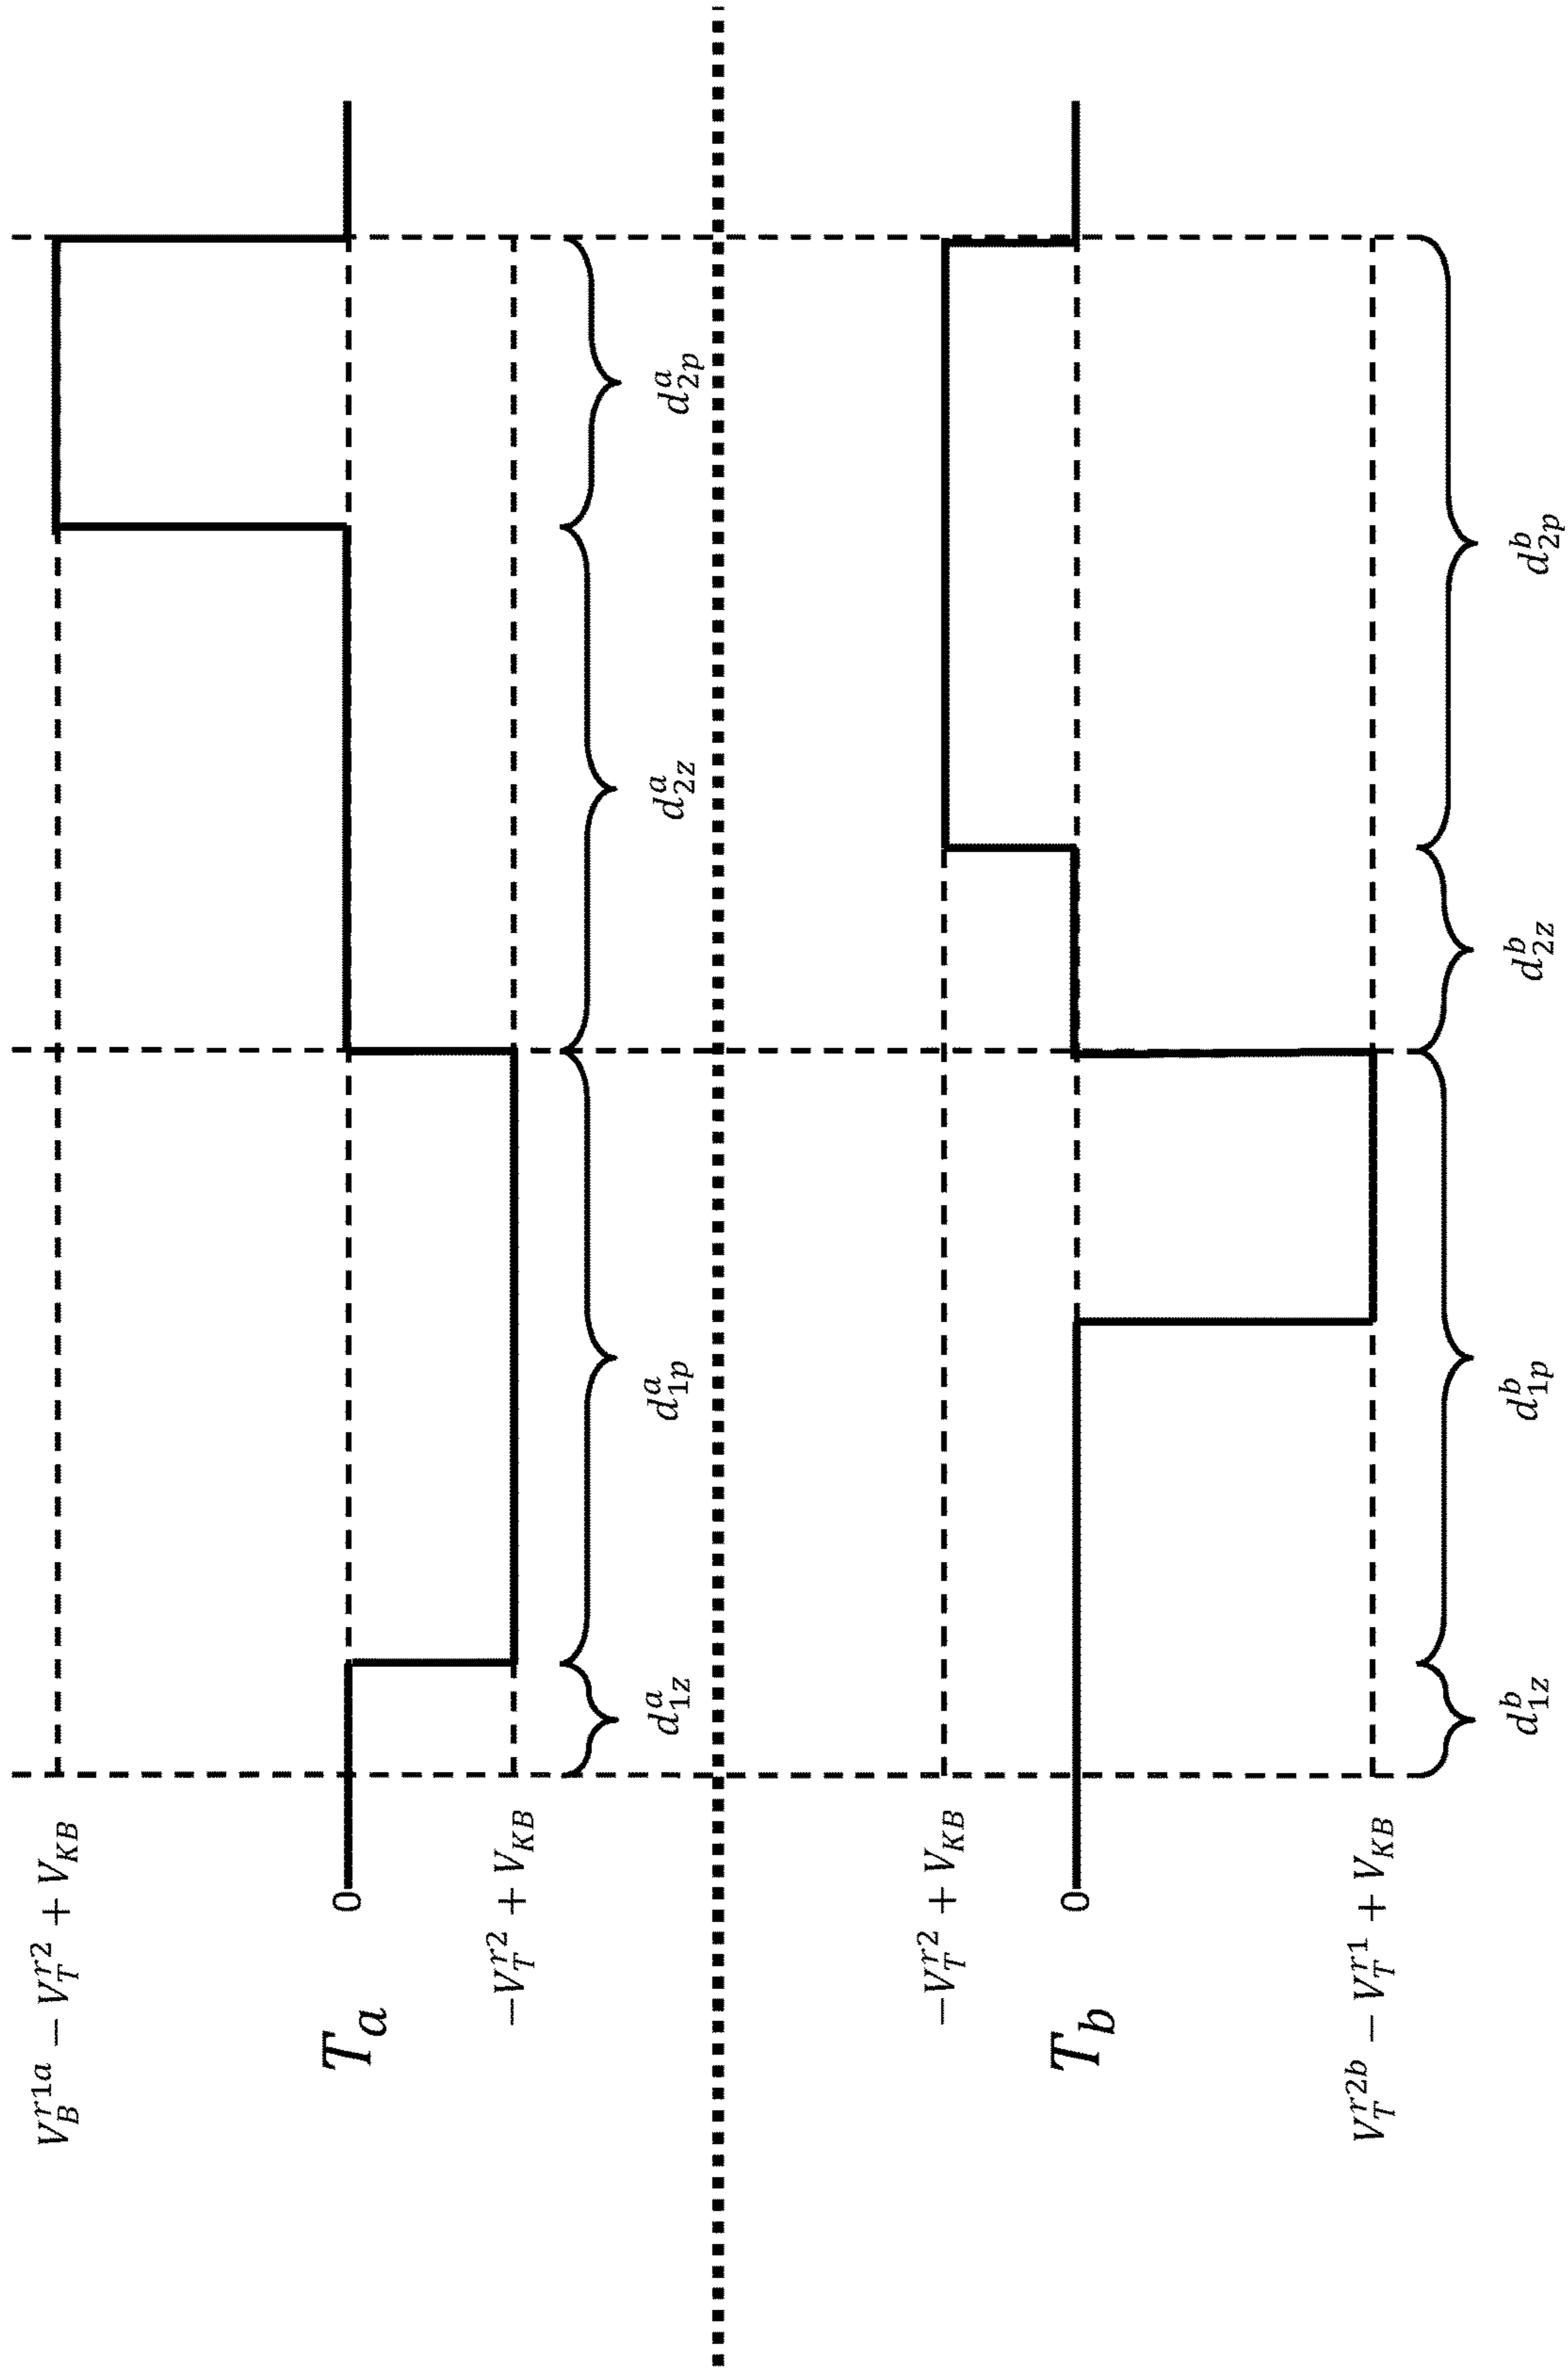 $V_B^{r1a} - V_T^{r2} + V_{KB}$
$T_a$ 0
$-V_T^{r2} + V_{KB}$
$d_{1z}^a$ $d_{1p}^a$ $d_{2z}^a$ $d_{2p}^a$
$-V_T^{r2} + V_{KB}$
$T_b$ 0
$V_T^{r2b} - V_T^{r1} + V_{KB}$
$d_{1z}^b$ $d_{1p}^b$ $d_{2z}^b$ $d_{2p}^b$